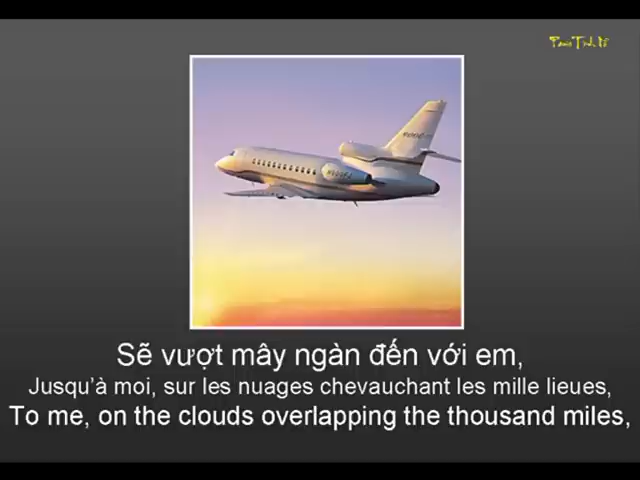 Sẽ vượt mây ngàn đến với em,
Jusqu'à moi, sur les nuages chevauchant les mille lieues,
To me, on the clouds overlapping the thousand miles,